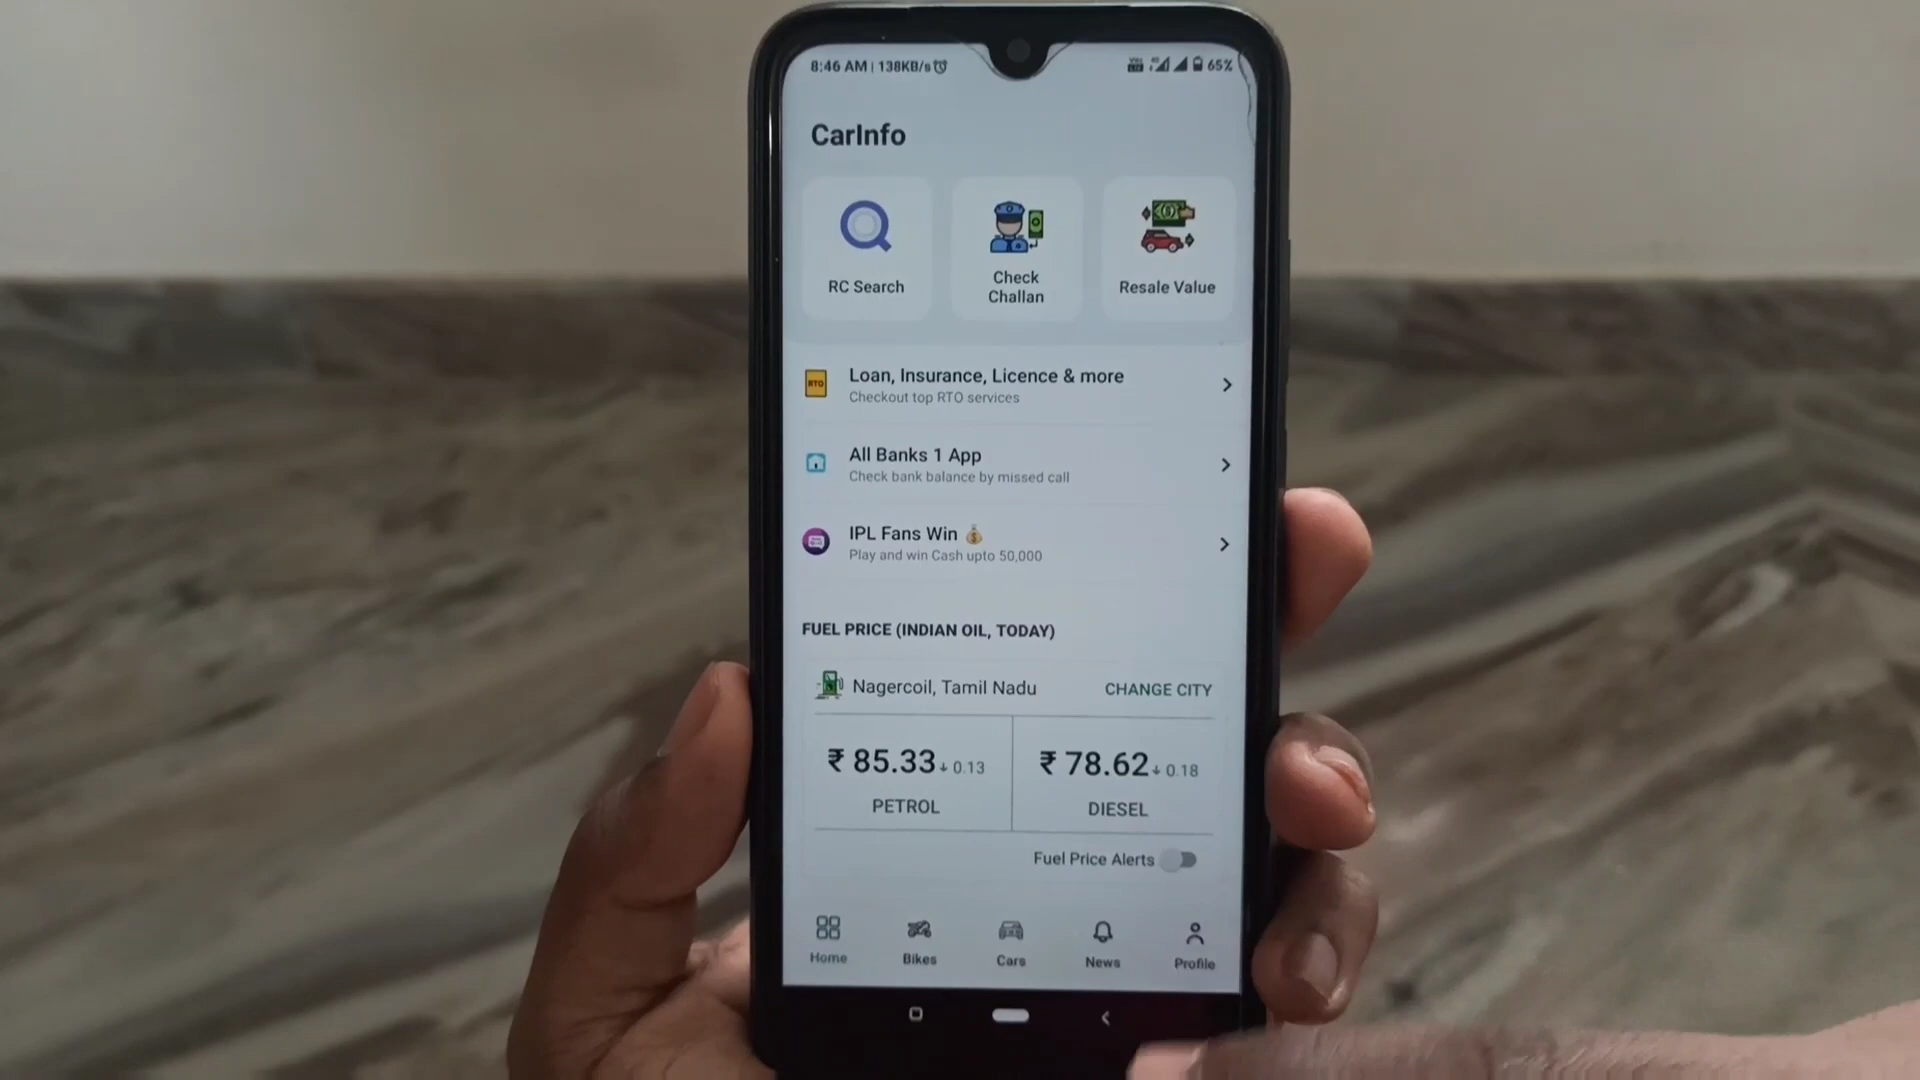 8:46 AM | 138KB/s
65%
CarInfo
RC Search
Check
Challan
Resale Value
RTO
Loan, Insurance, Licence & more
Checkout top RTO services
All Banks 1 App
Check bank balance by missed call
IPL Fans Win
Play and win Cash upto 50,000
FUEL PRICE (INDIAN OIL, TODAY)
Nagercoil, Tamil Nadu
CHANGE CITY
₹ 85.33 ↓ 0.13
PETROL
₹ 78.62 ↓ 0.18
DIESEL
Fuel Price Alerts
Home
Bikes
Cars
News
Profile